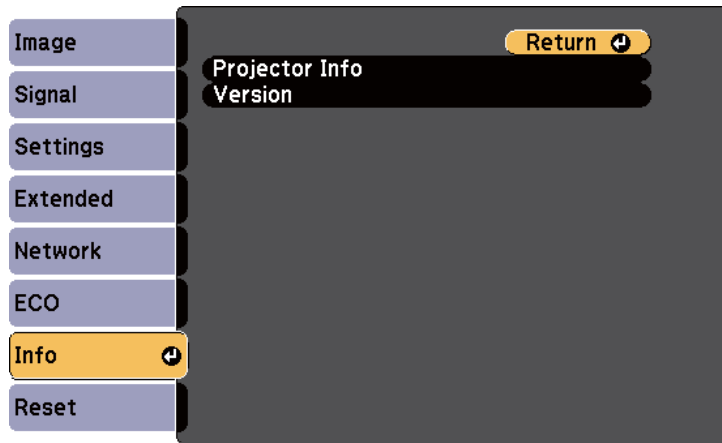 Image
Signal
Settings
Extended
Network
ECO
Info
Reset
Return
Projector Info
Version